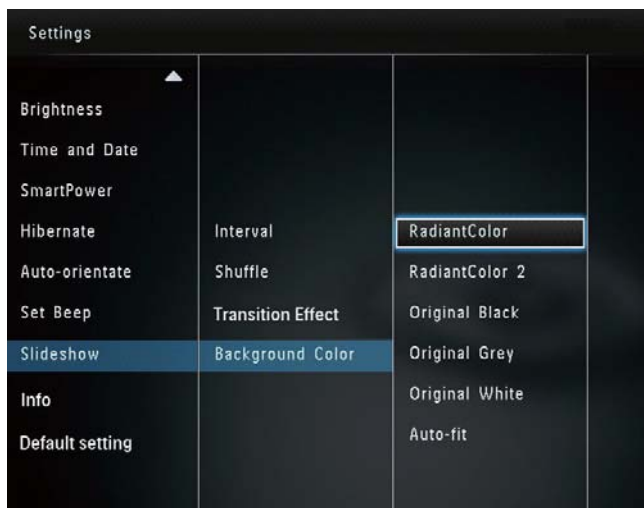 Settings
Brightness
Time and Date
SmartPower
Hibernate
Auto-orientate
Set Beep
Slideshow
Info
Default setting
Interval
Shuffle
Transition Effect
Background Color
RadiantColor
RadiantColor 2
Original Black
Original Grey
Original White
Auto-fit